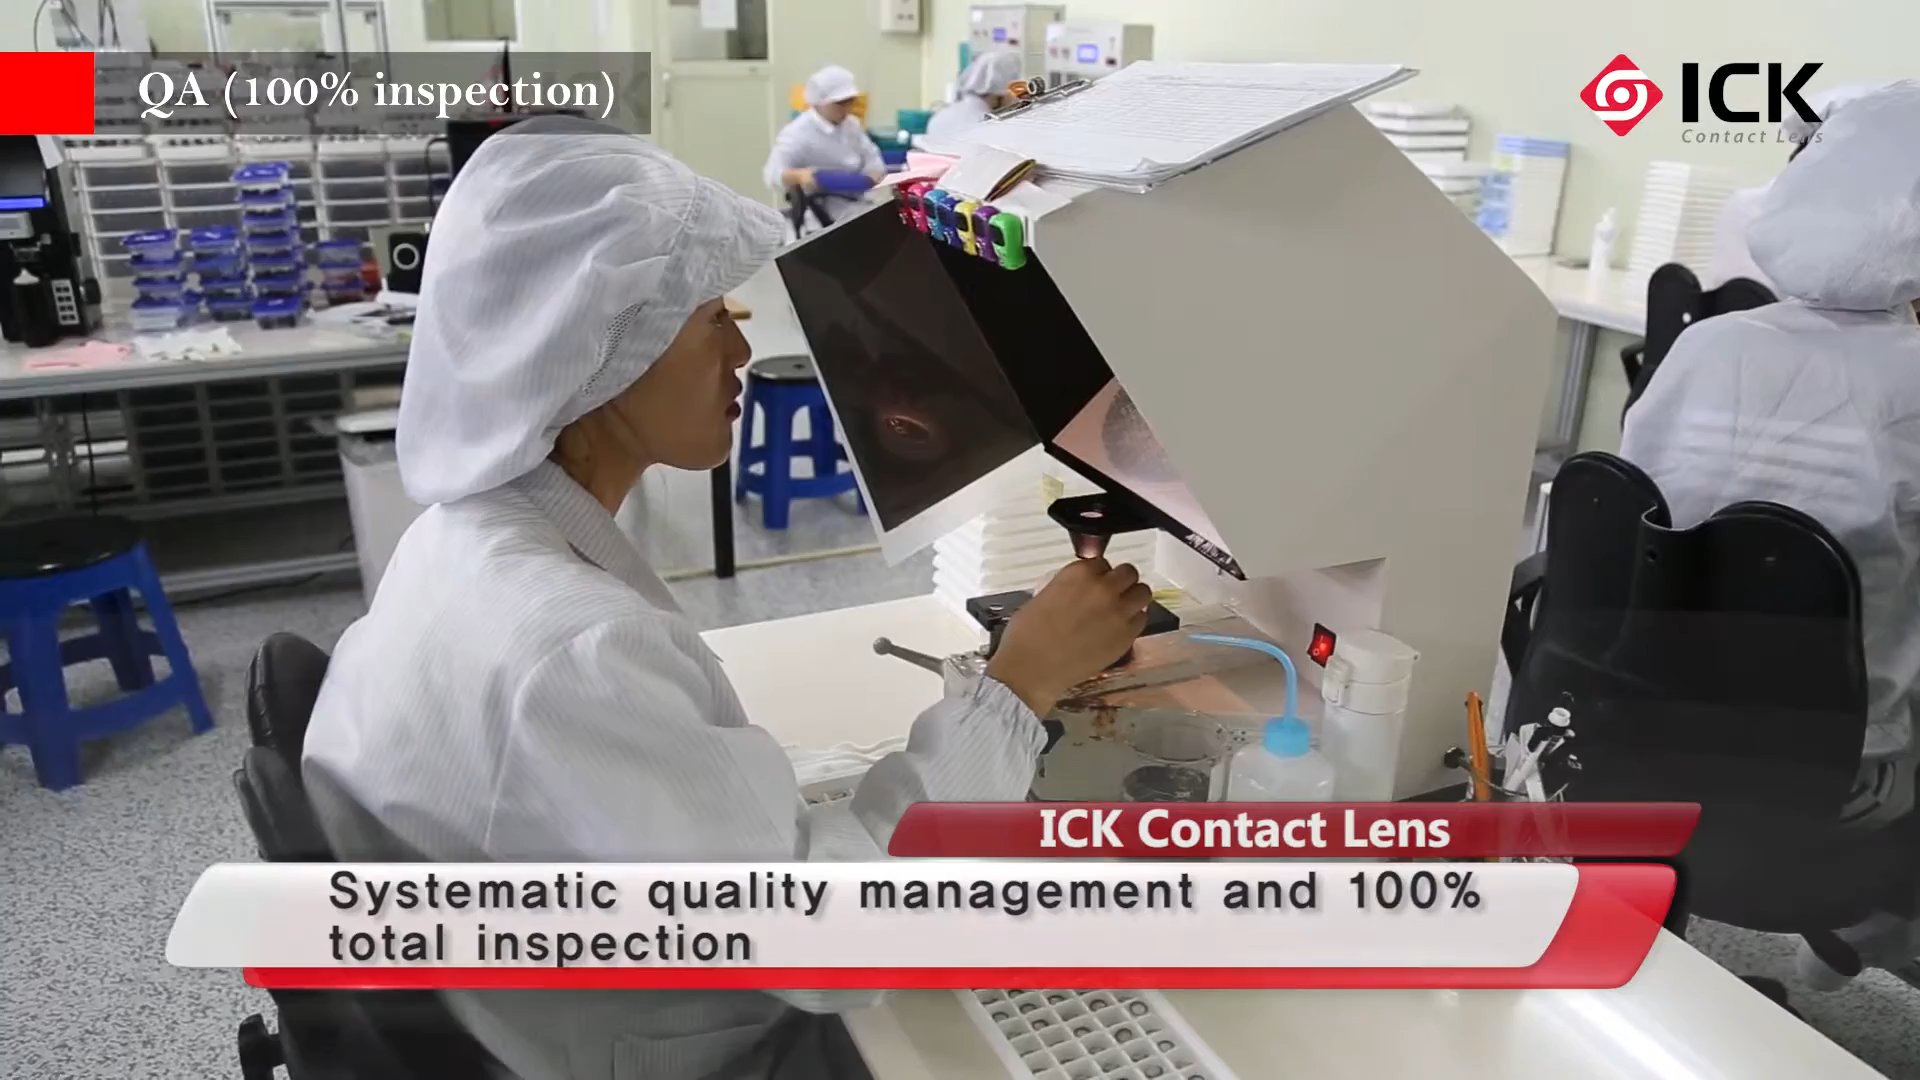 QA (100% inspection)
ICK
Contact Lens
ICK Contact Lens
Systematic quality management and 100%
total inspection